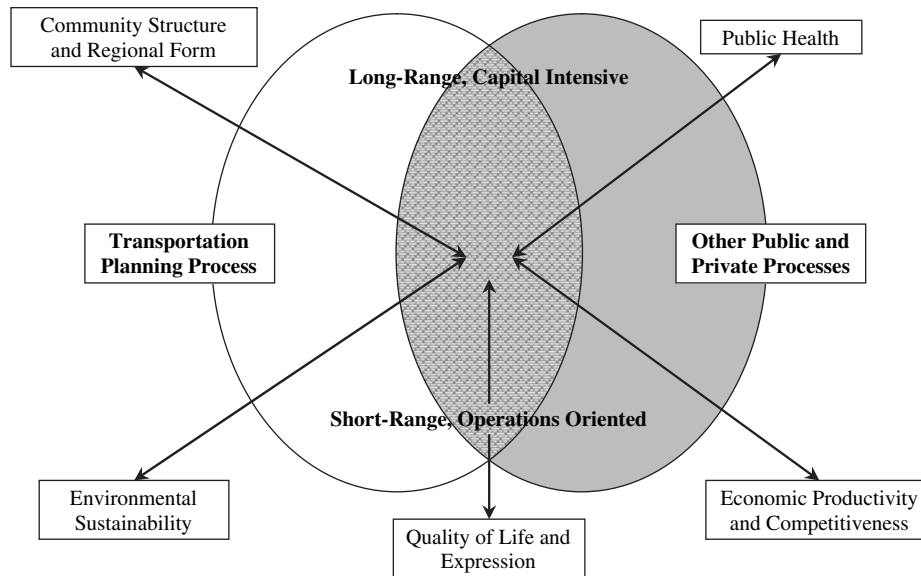 Community Structure
and Regional Form
Public Health
Long-Range, Capital Intensive
Transportation
Planning Process
Other Public and
Private Processes
Short-Range, Operations Oriented
Environmental
Sustainability
Quality of Life and
Expression
Economic Productivity
and Competitiveness